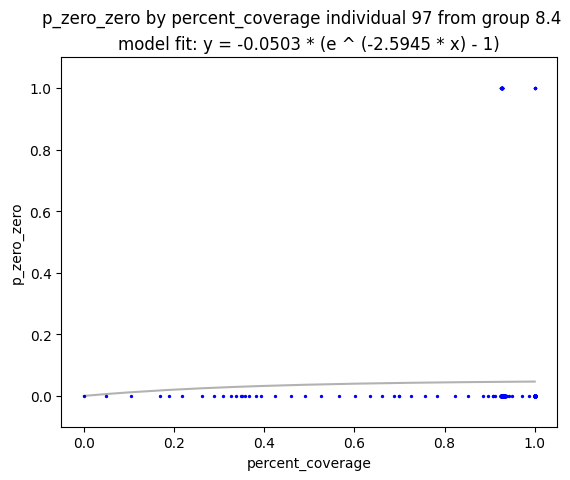 p_zero_zero by percent_coverage individual 97 from group 8.4
model fit: y = -0.0503 * (e ^ (-2.5945 * x) - 1)
1.0
0.8
0.6
0.4
0.2
0.0
p_zero_zero
0.0 0.2 0.4 0.6 0.8 1.0
percent_coverage